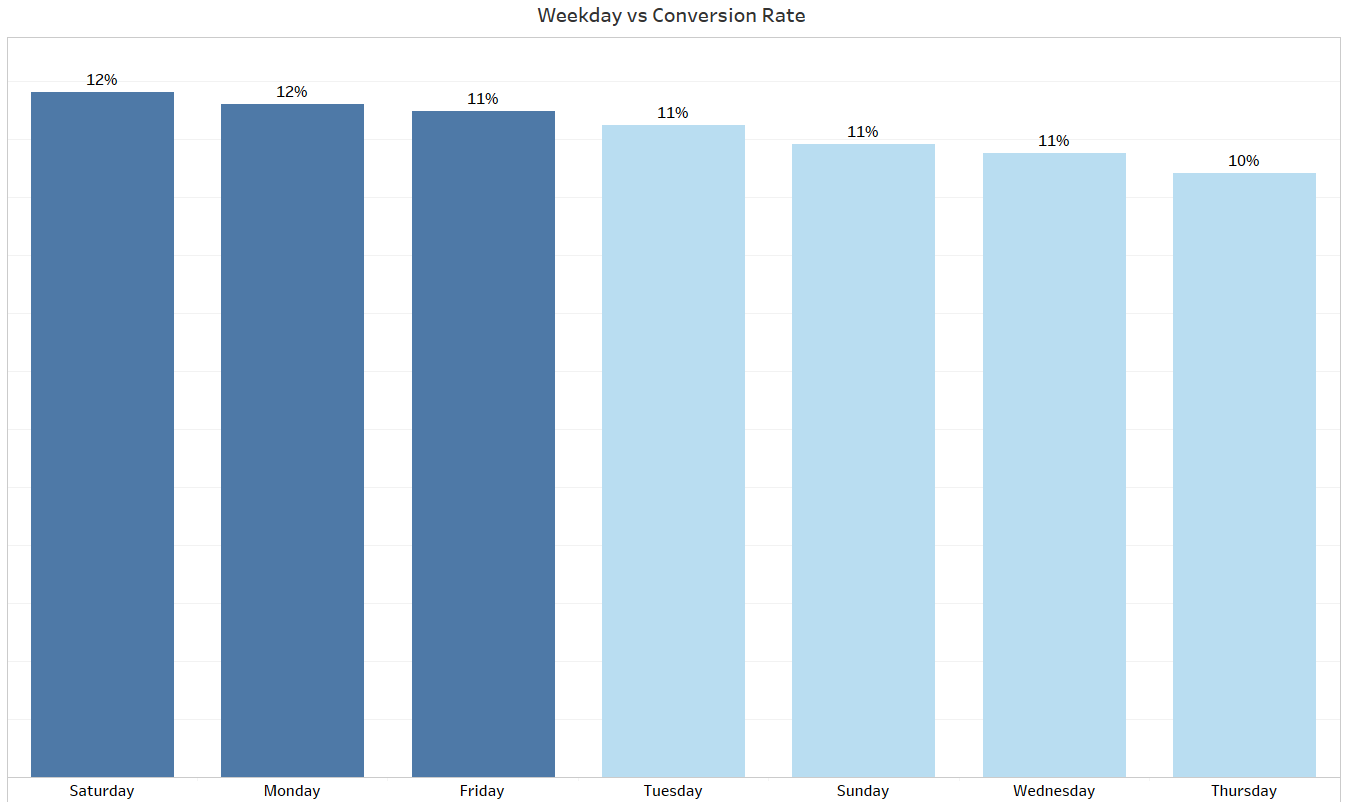 Weekday vs Conversion Rate
12%
12%
11%
11%
11%
11%
10%
Saturday
Monday
Friday
Tuesday
Sunday
Wednesday
Thursday